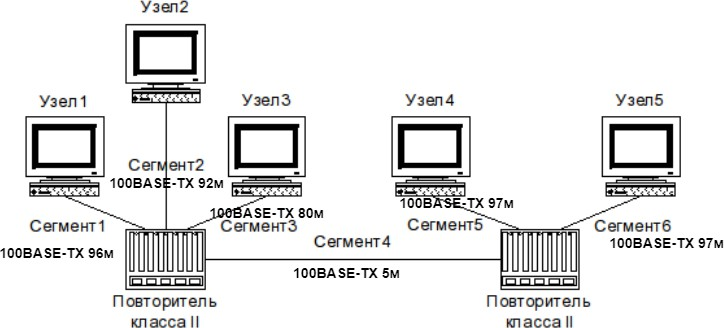 Узел2
Узел1
Узел3
Узел4
Узел5
Сегмент2
100BASE-TX 92м
Сегмент1
100BASE-TX 96м
100BASE-TX 80м
Сегмент3
100BASE-TX 97м
Сегмент5
Сегмент6
100BASE-TX 97м
Сегмент4
100BASE-TX 5м
Повторитель
класса II
Повторитель
класса II